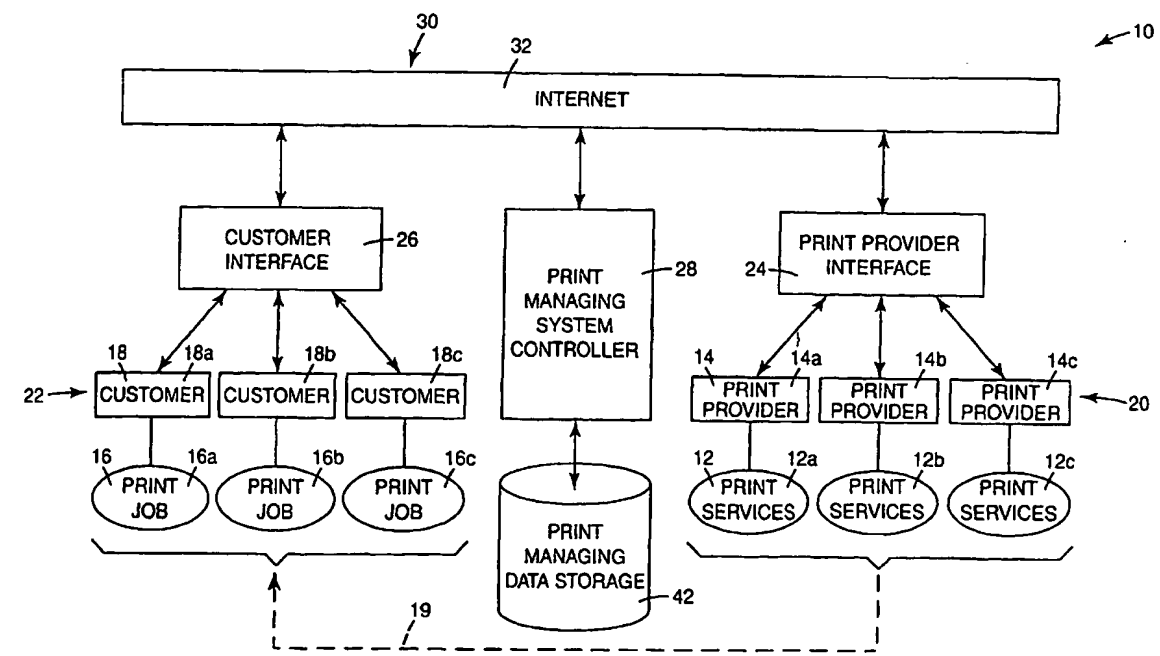 30
10
32
INTERNET
CUSTOMER
INTERFACE
26
PRINT
MANAGING
SYSTEM
CONTROLLER
28
PRINT PROVIDER
INTERFACE
24
18 18a 18b 18c
22
CUSTOMER CUSTOMER CUSTOMER
14 14a 14b 14c
PRINT
PROVIDER
PRINT
PROVIDER
PRINT
PROVIDER
20
16 16a 16b 16c
PRINT
JOB
PRINT
JOB
PRINT
JOB
12 12a 12b 12c
PRINT
SERVICES
PRINT
SERVICES
PRINT
SERVICES
PRINT
MANAGING
DATA STORAGE
42
19